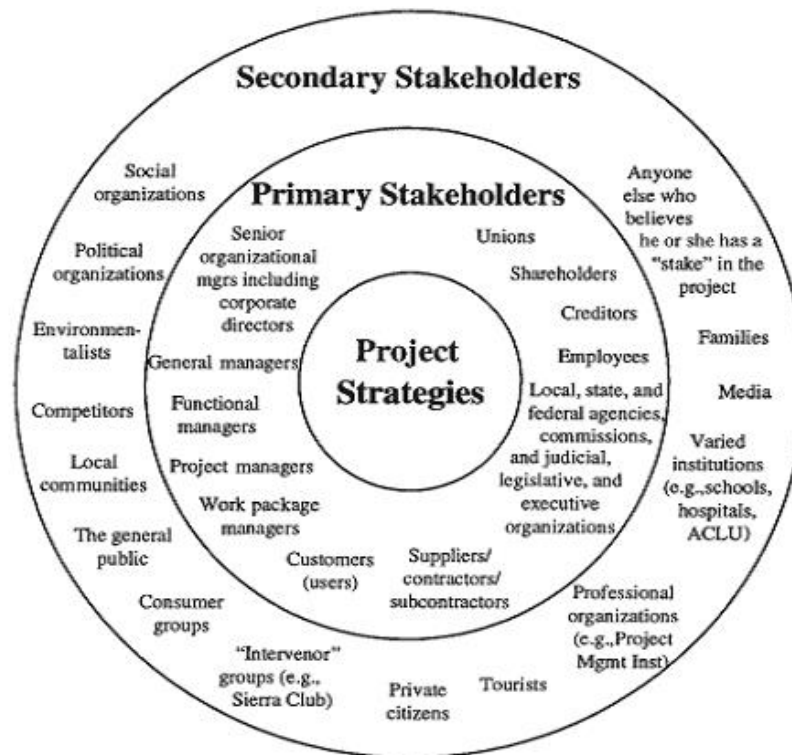 Secondary Stakeholders
Social
organizations
Political
organizations
Environmen-
talists
Competitors
Local
communities
The general
public
Consumer
groups
“Intervenor”
groups (e.g.,
Sierra Club)
Private
citizens
Tourists
Professional
organizations
(e.g.,Project
Mgmt Inst)
Varied
institutions
(e.g.,schools,
hospitals,
ACLU)
Media
Families
Anyone
else who
believes
he or she has a
“stake” in the
project
Primary Stakeholders
Senior
organizational
mgrs including
corporate
directors
General managers
Functional
managers
Project managers
Work package
managers
Customers
(users)
Suppliers/
contractors/
subcontractors
Local, state, and
federal agencies,
commissions,
and judicial,
legislative, and
executive
organizations
Employees
Creditors
Shareholders
Unions
Project
Strategies